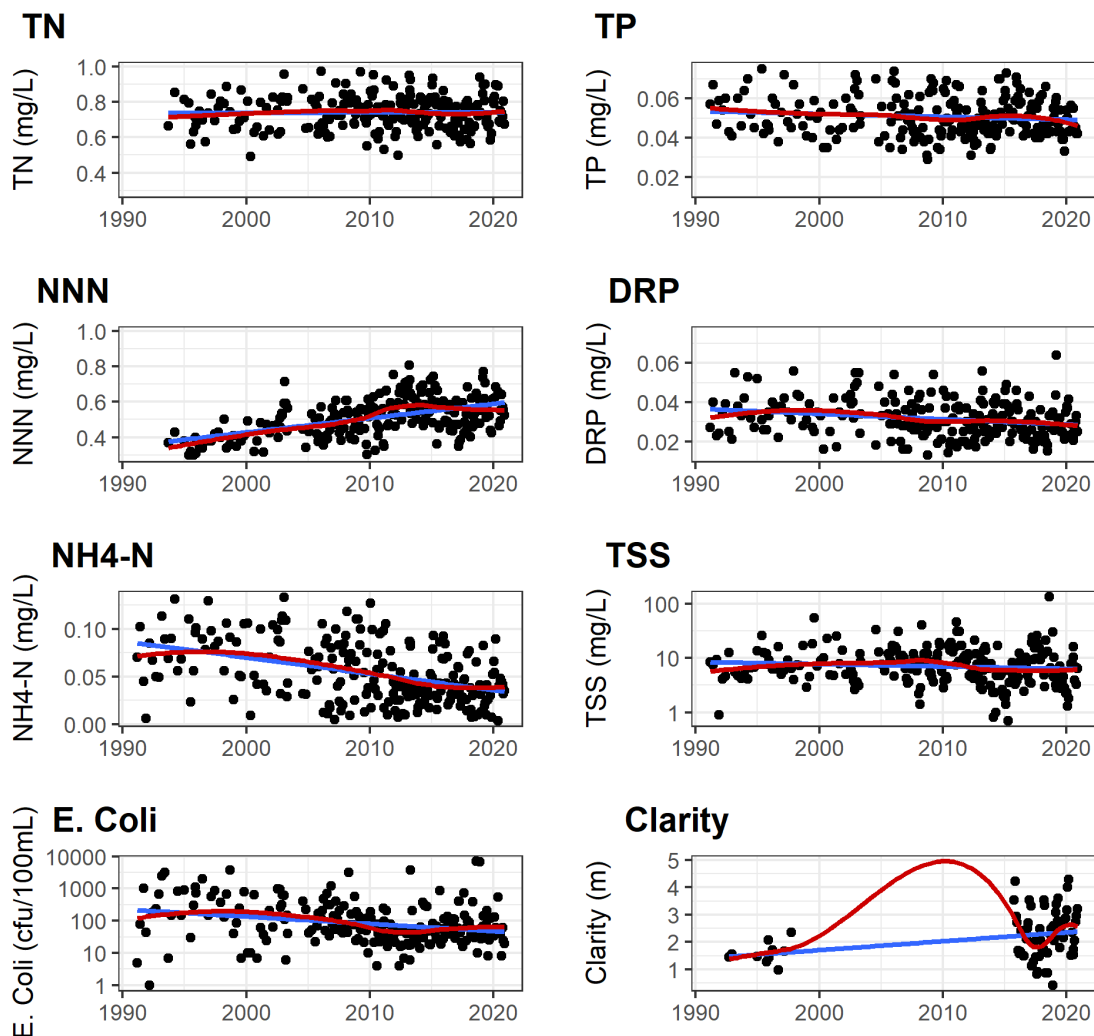 TN
TN (mg/L)
1.0
0.8
0.6
0.4
1990 2000 2010 2020
TP
TP (mg/L)
0.06
0.04
0.02
1990 2000 2010 2020
NNN
NNN (mg/L)
1.0
0.8
0.6
0.4
1990 2000 2010 2020
DRP
DRP (mg/L)
0.06
0.04
0.02
1990 2000 2010 2020
NH4-N
NH4-N (mg/L)
0.10
0.05
0.00
1990 2000 2010 2020
TSS
TSS (mg/L)
100
10
1
1990 2000 2010 2020
E. Coli
E. Coli (cfu/100mL)
10000
1000
100
10
1
1990 2000 2010 2020
Clarity
Clarity (m)
5
4
3
2
1
1990 2000 2010 2020